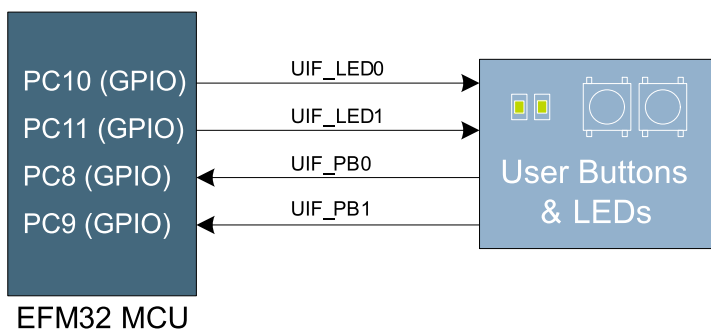 PC10 (GPIO)
UIF_LED0
PC11 (GPIO)
UIF_LED1
PC8 (GPIO)
UIF_PB0
PC9 (GPIO)
UIF_PB1
User Buttons
& LEDs
EFM32 MCU